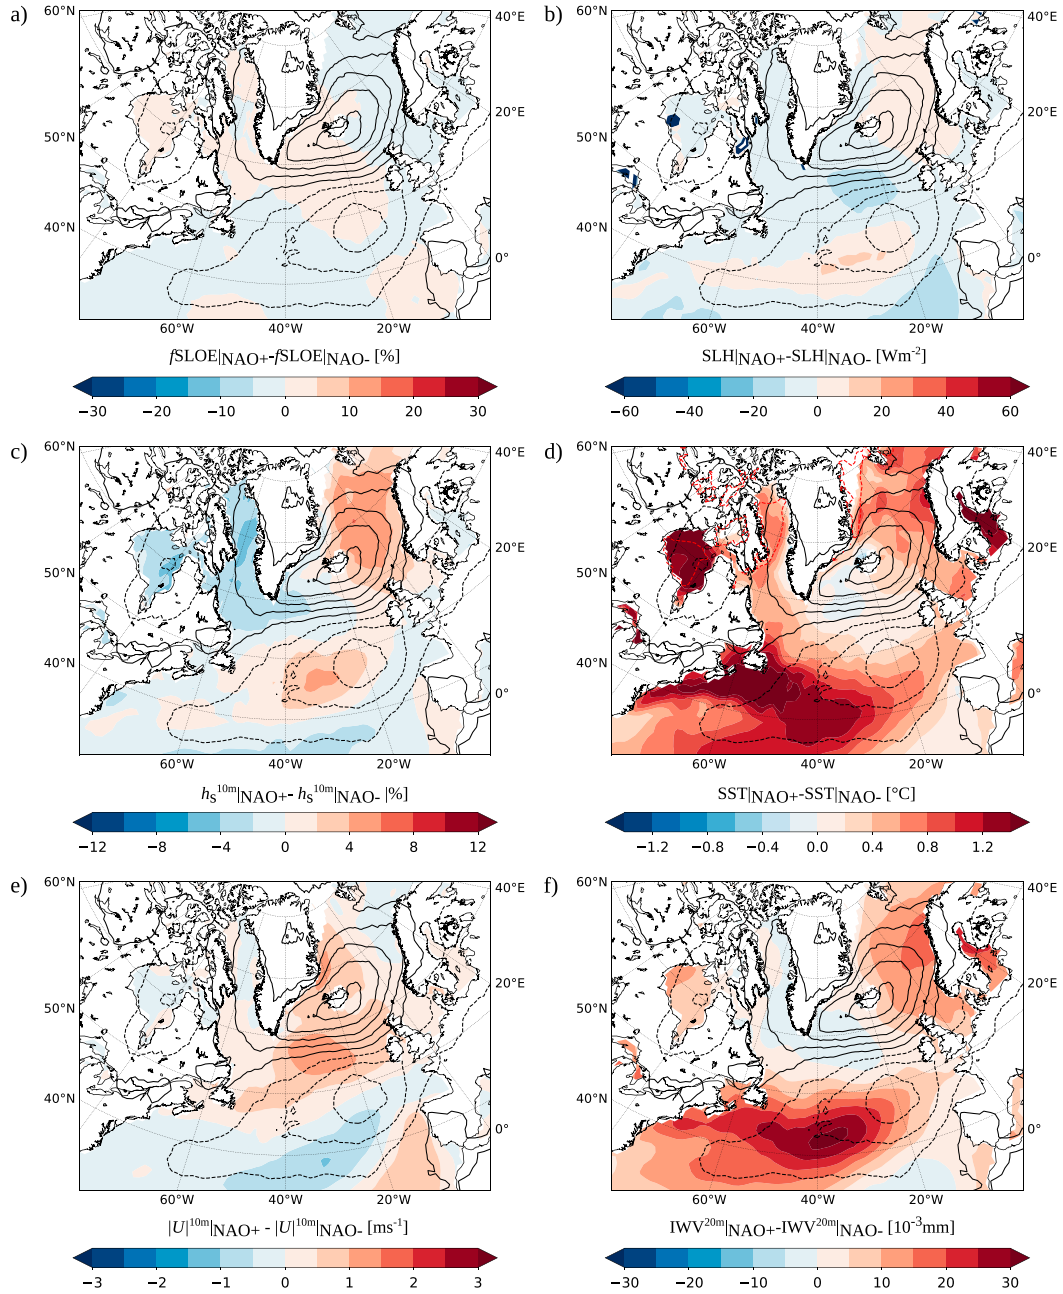 a)
60°N
50°N
40°N
40°E
20°E
0°
60°W
40°W
20°W
fSLOE|NAO+-fSLOE|NAO- [%]
−30 −20 −10 0 10 20 30
b)
60°N
50°N
40°N
40°E
20°E
0°
60°W
40°W
20°W
SLH|NAO+-SLH|NAO- [Wm-2]
−60 −40 −20 0 20 40 60
c)
60°N
50°N
40°N
40°E
20°E
0°
60°W
40°W
20°W
hs10m|NAO+- hs10m|NAO- |%]
−12 −8 −4 0 4 8 12
d)
60°N
50°N
40°N
40°E
20°E
0°
60°W
40°W
20°W
SST|NAO+-SST|NAO- [°C]
−1.2 −0.8 −0.4 0.0 0.4 0.8 1.2
e)
60°N
50°N
40°N
40°E
20°E
0°
60°W
40°W
20°W
|U|10m|NAO+ - |U|10m|NAO- [ms-1]
−3 −2 −1 0 1 2 3
f)
60°N
50°N
40°N
40°E
20°E
0°
60°W
40°W
20°W
IWV20m|NAO+-IWV20m|NAO- [10-3mm]
−30 −20 −10 0 10 20 30